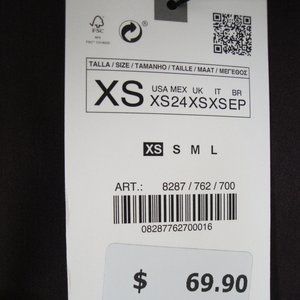 FSC
TALLA / SIZE / TAMANHO / TAILLE / MAAT / ΜΕΓΕΘΟΣ
XS
USA MEX UK IT BR
XS24XSXSEP
XS S M L
ART.: 8287 / 762 / 700
08287762700016
$ 69.90